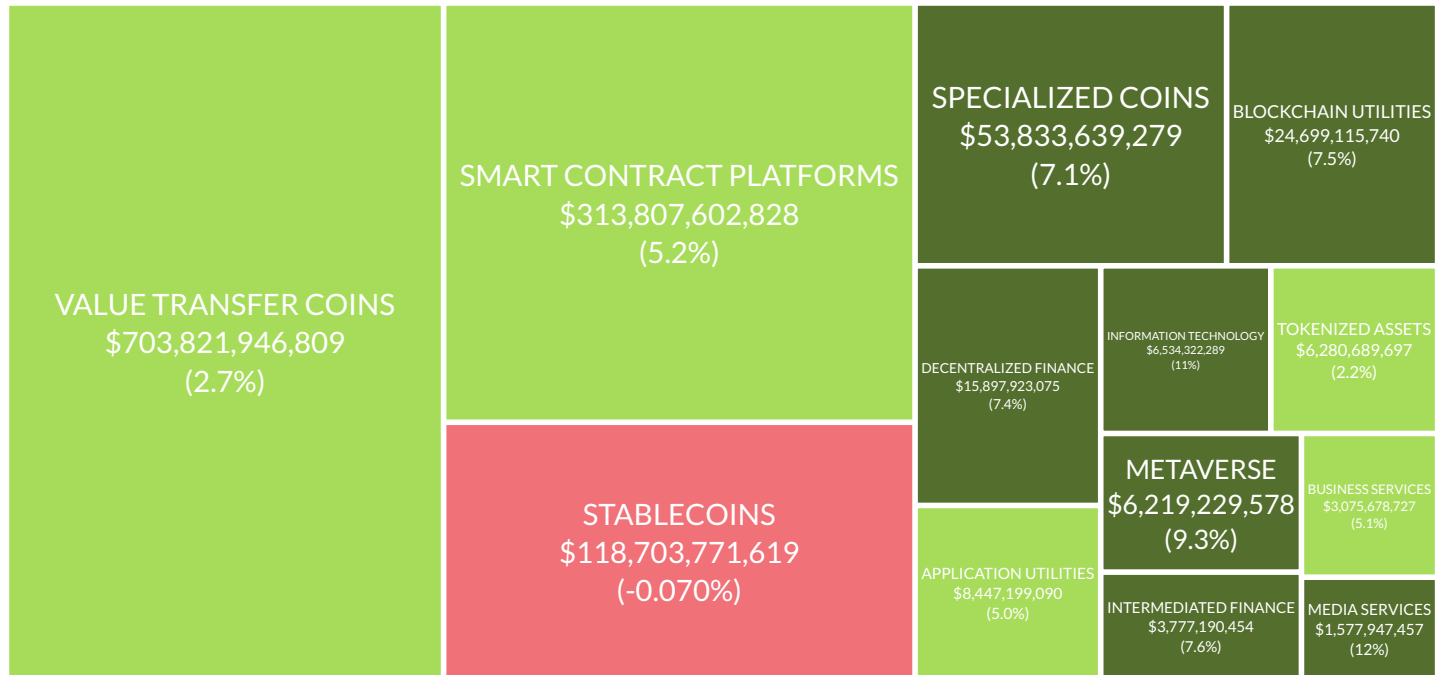 VALUE TRANSFER COINS
$703,821,946,809
(2.7%)
SMART CONTRACT PLATFORMS
$313,807,602,828
(5.2%)
STABLECOINS
$118,703,771,619
(-0.070%)
SPECIALIZED COINS
$53,833,639,279
(7.1%)
BLOCKCHAIN UTILITIES
$24,699,115,740
(7.5%)
DECENTRALIZED FINANCE
$15,897,923,075
(7.4%)
APPLICATION UTILITIES
$8,447,199,090
(5.0%)
INFORMATION TECHNOLOGY
$6,534,322,289
(11%)
TOKENIZED ASSETS
$6,280,689,697
(2.2%)
METAVERSE
$6,219,229,578
(9.3%)
BUSINESS SERVICES
$3,075,678,727
(5.1%)
INTERMEDIATED FINANCE
$3,777,190,454
(7.6%)
MEDIA SERVICES
$1,577,947,457
(12%)